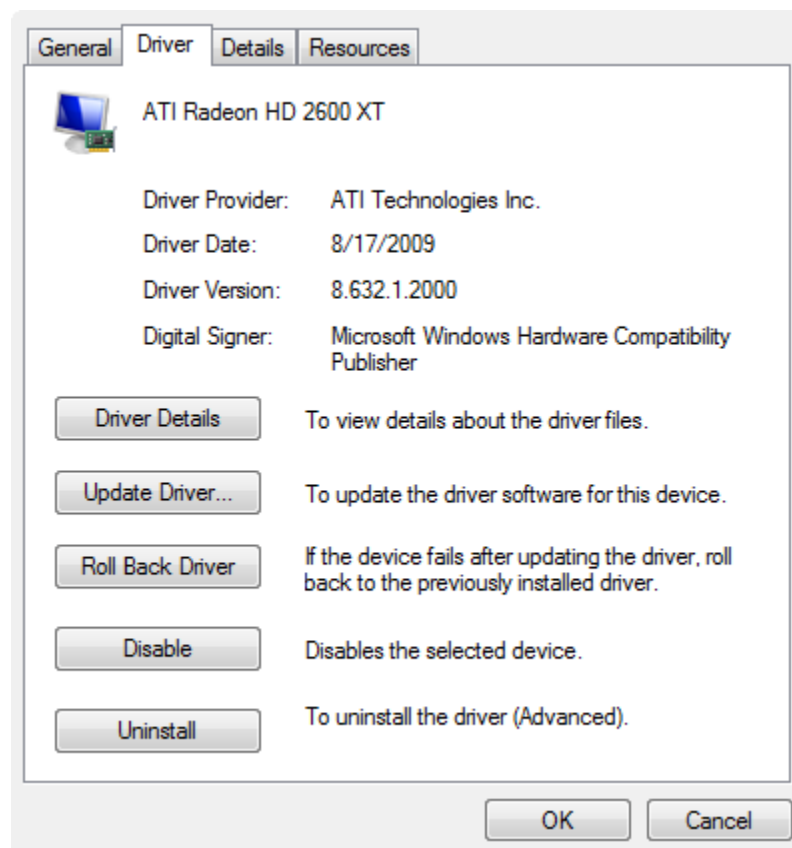 General Driver Details Resources
ATI Radeon HD 2600 XT
Driver Provider: ATI Technologies Inc.
Driver Date: 8/17/2009
Driver Version: 8.632.1.2000
Digital Signer: Microsoft Windows Hardware Compatibility
Publisher
Driver Details To view details about the driver files.
Update Driver... To update the driver software for this device.
Roll Back Driver If the device fails after updating the driver, roll
back to the previously installed driver.
Disable Disables the selected device.
Uninstall To uninstall the driver (Advanced).
OK Cancel